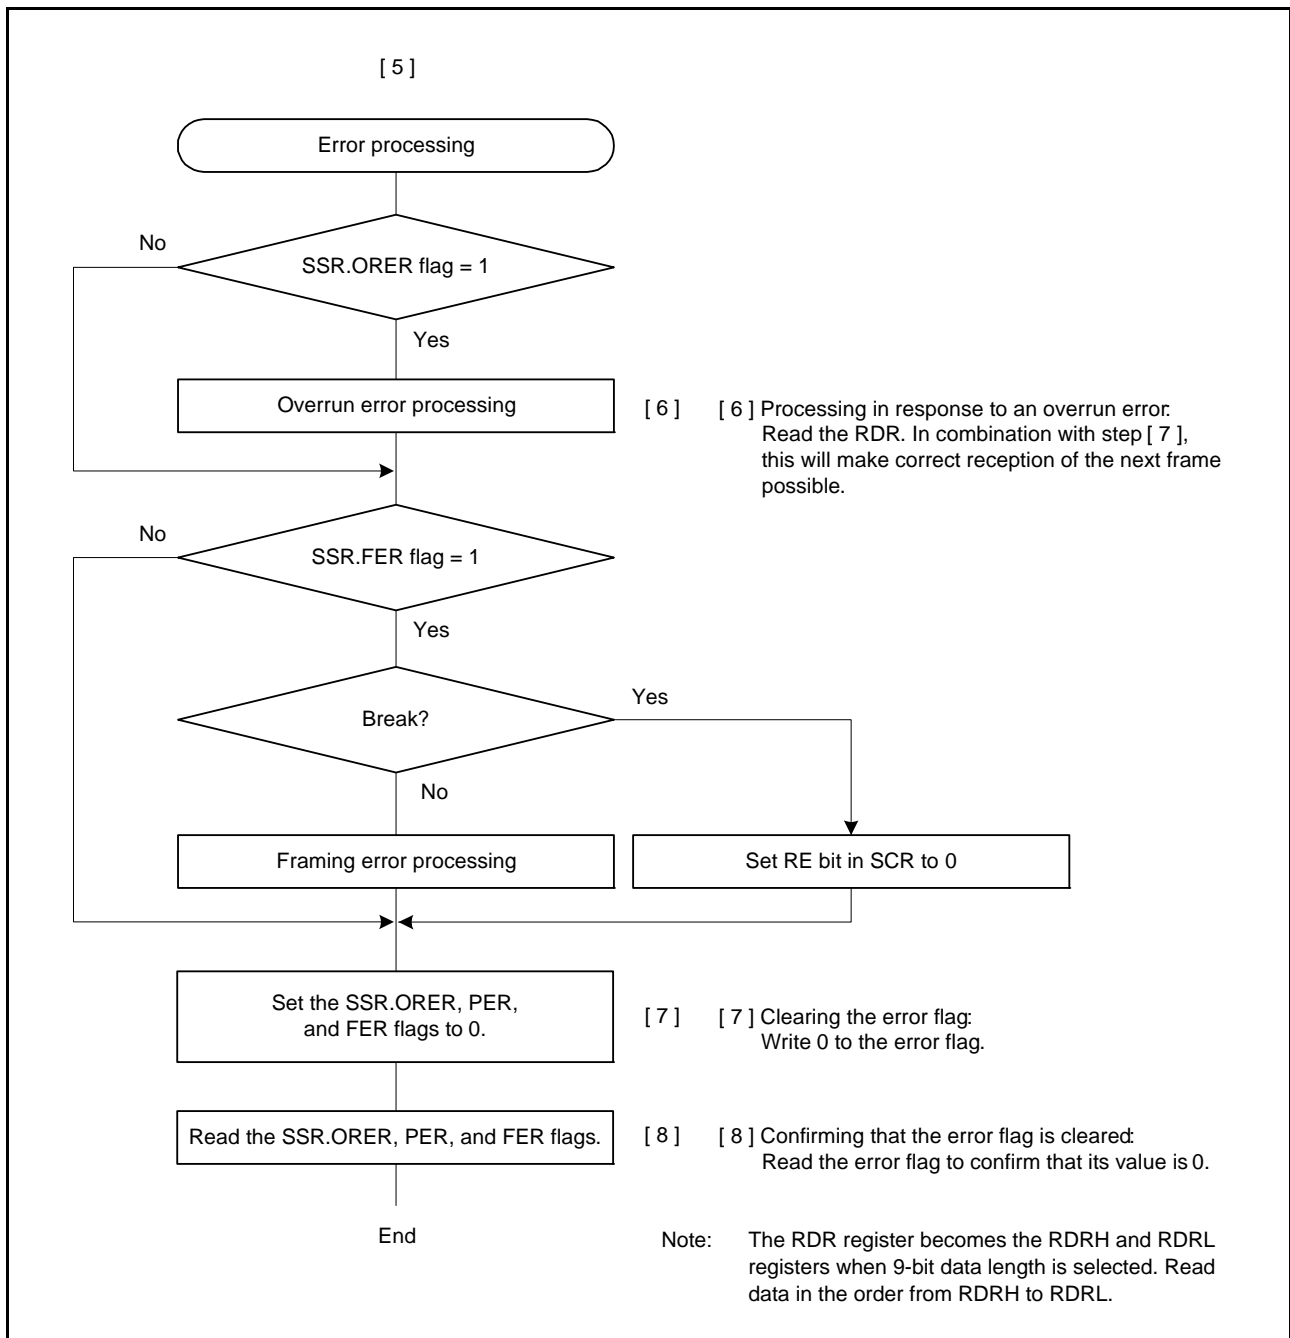 [ 5 ]
Error processing
No
SSR.ORER flag = 1
Yes
Overrun error processing
[ 6 ]
[ 6 ] Processing in response to an overrun error:
Read the RDR. In combination with step [ 7 ],
this will make correct reception of the next frame
possible.
No
SSR.FER flag = 1
Yes
Break?
Yes
No
Framing error processing
Set RE bit in SCR to 0
Set the SSR.ORER, PER,
and FER flags to 0.
[ 7 ]
[ 7 ] Clearing the error flag:
Write 0 to the error flag.
Read the SSR.ORER, PER, and FER flags.
[ 8 ]
[ 8 ] Confirming that the error flag is cleared:
Read the error flag to confirm that its value is 0.
End
Note: The RDR register becomes the RDRH and RDRL
registers when 9-bit data length is selected. Read
data in the order from RDRH to RDRL.